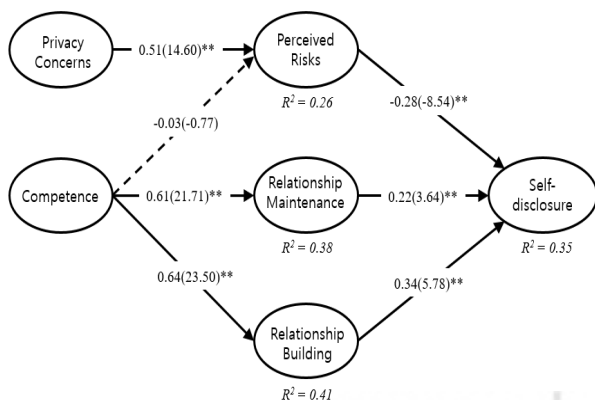 Privacy
Concerns
0.51(14.60)**
Perceived
Risks
R² = 0.26
-0.28(-8.54)**
-0.03(-0.77)
Competence
0.61(21.71)**
Relationship
Maintenance
R² = 0.38
0.22(3.64)**
Self-
disclosure
R² = 0.35
0.64(23.50)**
0.34(5.78)**
Relationship
Building
R² = 0.41